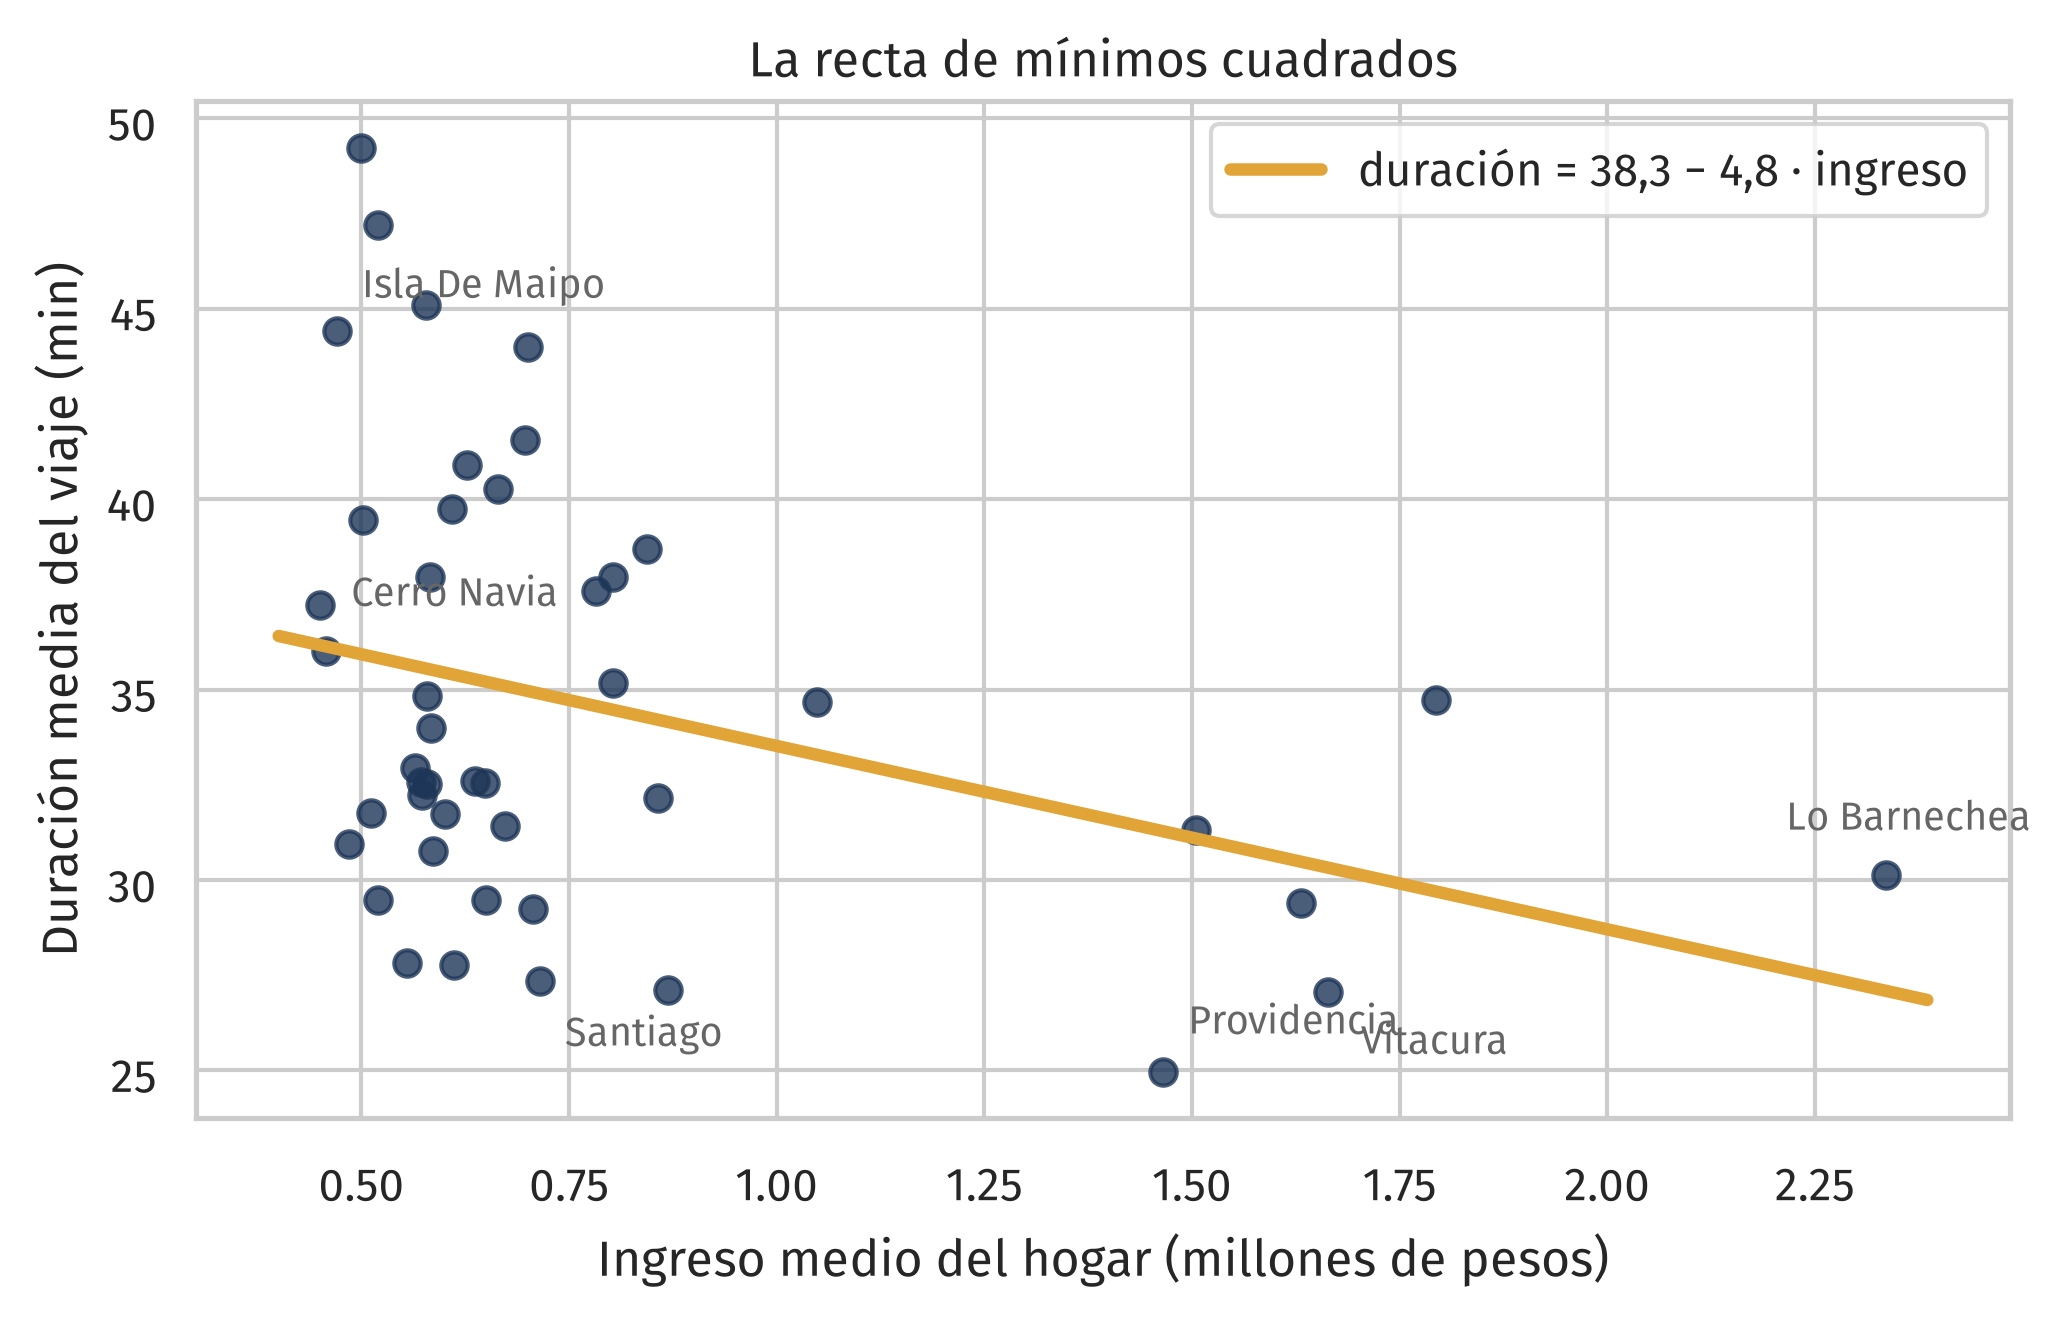 La recta de mínimos cuadrados
duración = 38,3 − 4,8 · ingreso
Duración media del viaje (min)
50
45
40
35
30
25
Isla De Maipo
Cerro Navia
Lo Barnechea
Providencia
Vitacura
Santiago
0.50 0.75 1.00 1.25 1.50 1.75 2.00 2.25
Ingreso medio del hogar (millones de pesos)